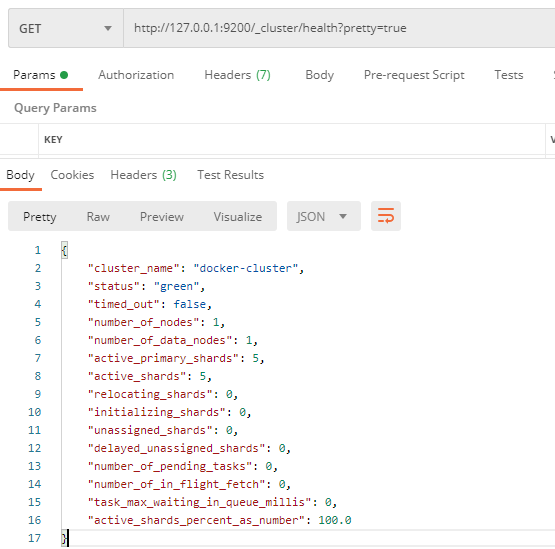 GET http://127.0.0.1:9200/_cluster/health?pretty=true
Params Authorization Headers (7) Body Pre-request Script Tests
Query Params
KEY
Body Cookies Headers (3) Test Results
Pretty Raw Preview Visualize JSON
1 {
2 "cluster_name": "docker-cluster",
3 "status": "green",
4 "timed_out": false,
5 "number_of_nodes": 1,
6 "number_of_data_nodes": 1,
7 "active_primary_shards": 5,
8 "active_shards": 5,
9 "relocating_shards": 0,
10 "initializing_shards": 0,
11 "unassigned_shards": 0,
12 "delayed_unassigned_shards": 0,
13 "number_of_pending_tasks": 0,
14 "number_of_in_flight_fetch": 0,
15 "task_max_waiting_in_queue_millis": 0,
16 "active_shards_percent_as_number": 100.0
17 }